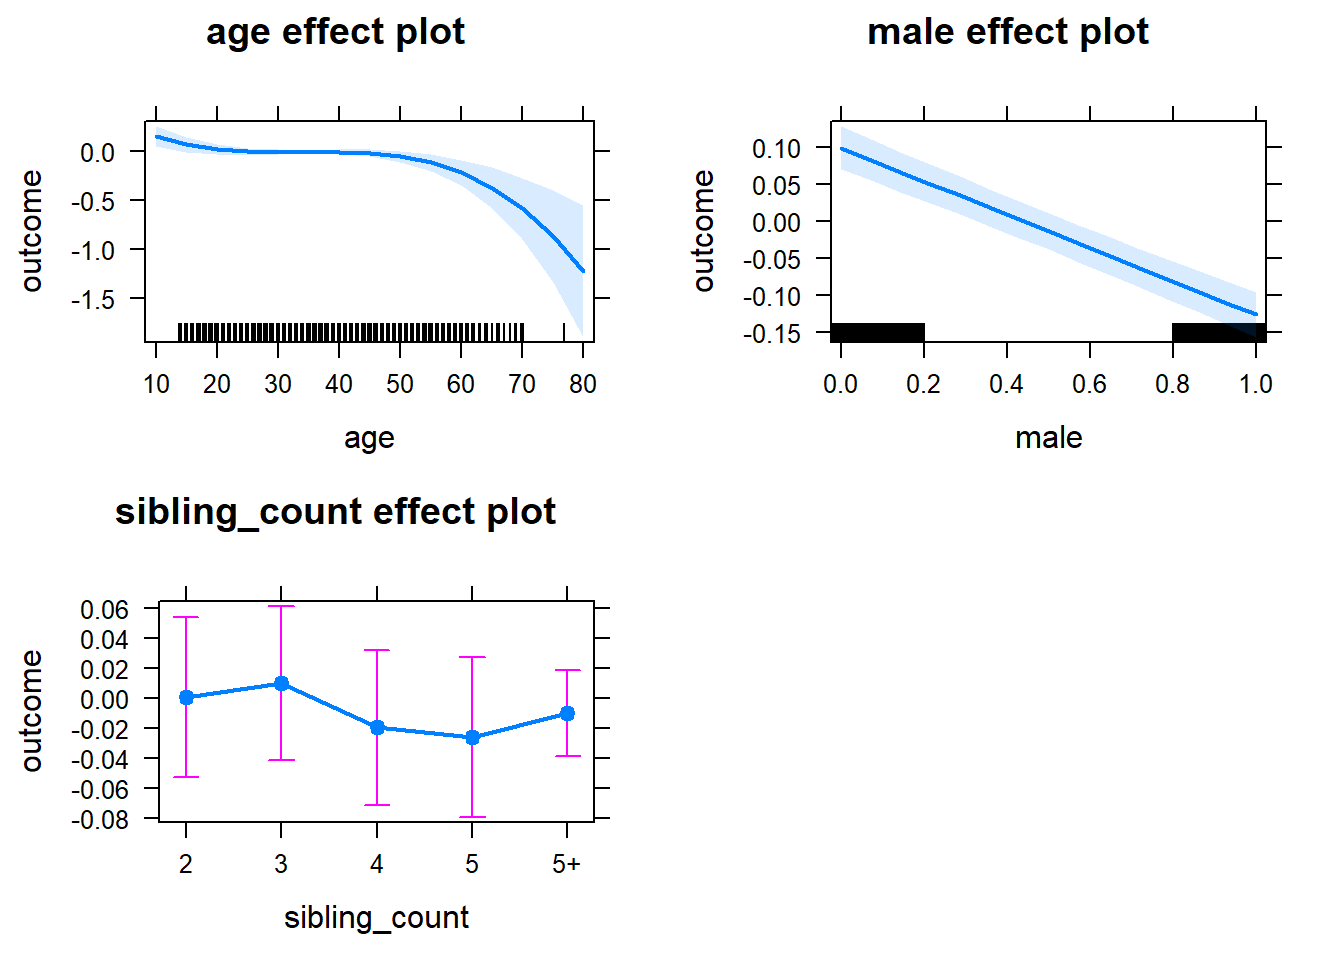 age effect plot
outcome
0.0
-0.5
-1.0
-1.5
10 20 30 40 50 60 70 80
age
male effect plot
outcome
0.10
0.05
0.00
-0.05
-0.10
-0.15
0.0 0.2 0.4 0.6 0.8 1.0
male
sibling_count effect plot
outcome
0.06
0.04
0.02
0.00
-0.02
-0.04
-0.06
-0.08
2 3 4 5 5+
sibling_count